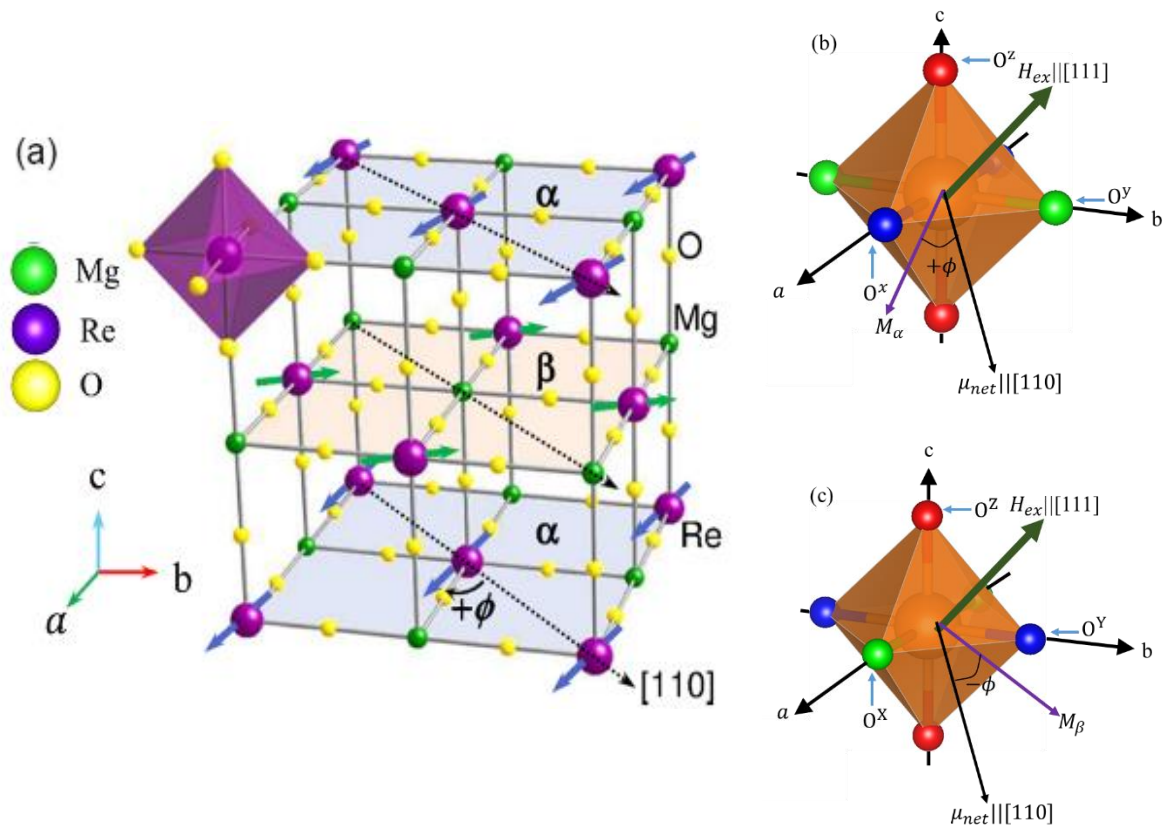 (a)
α
O
Mg
Mg
Re
β
O
c
b
a
α
Re
+ϕ
[110]
(b)
c
O^z
H_ex||[111]
O^y
b
a
O^x
+ϕ
M_α
μ_net||[110]
(c)
c
O^Z
H_ex||[111]
O^Y
b
a
O^X
−ϕ
M_β
μ_net||[110]